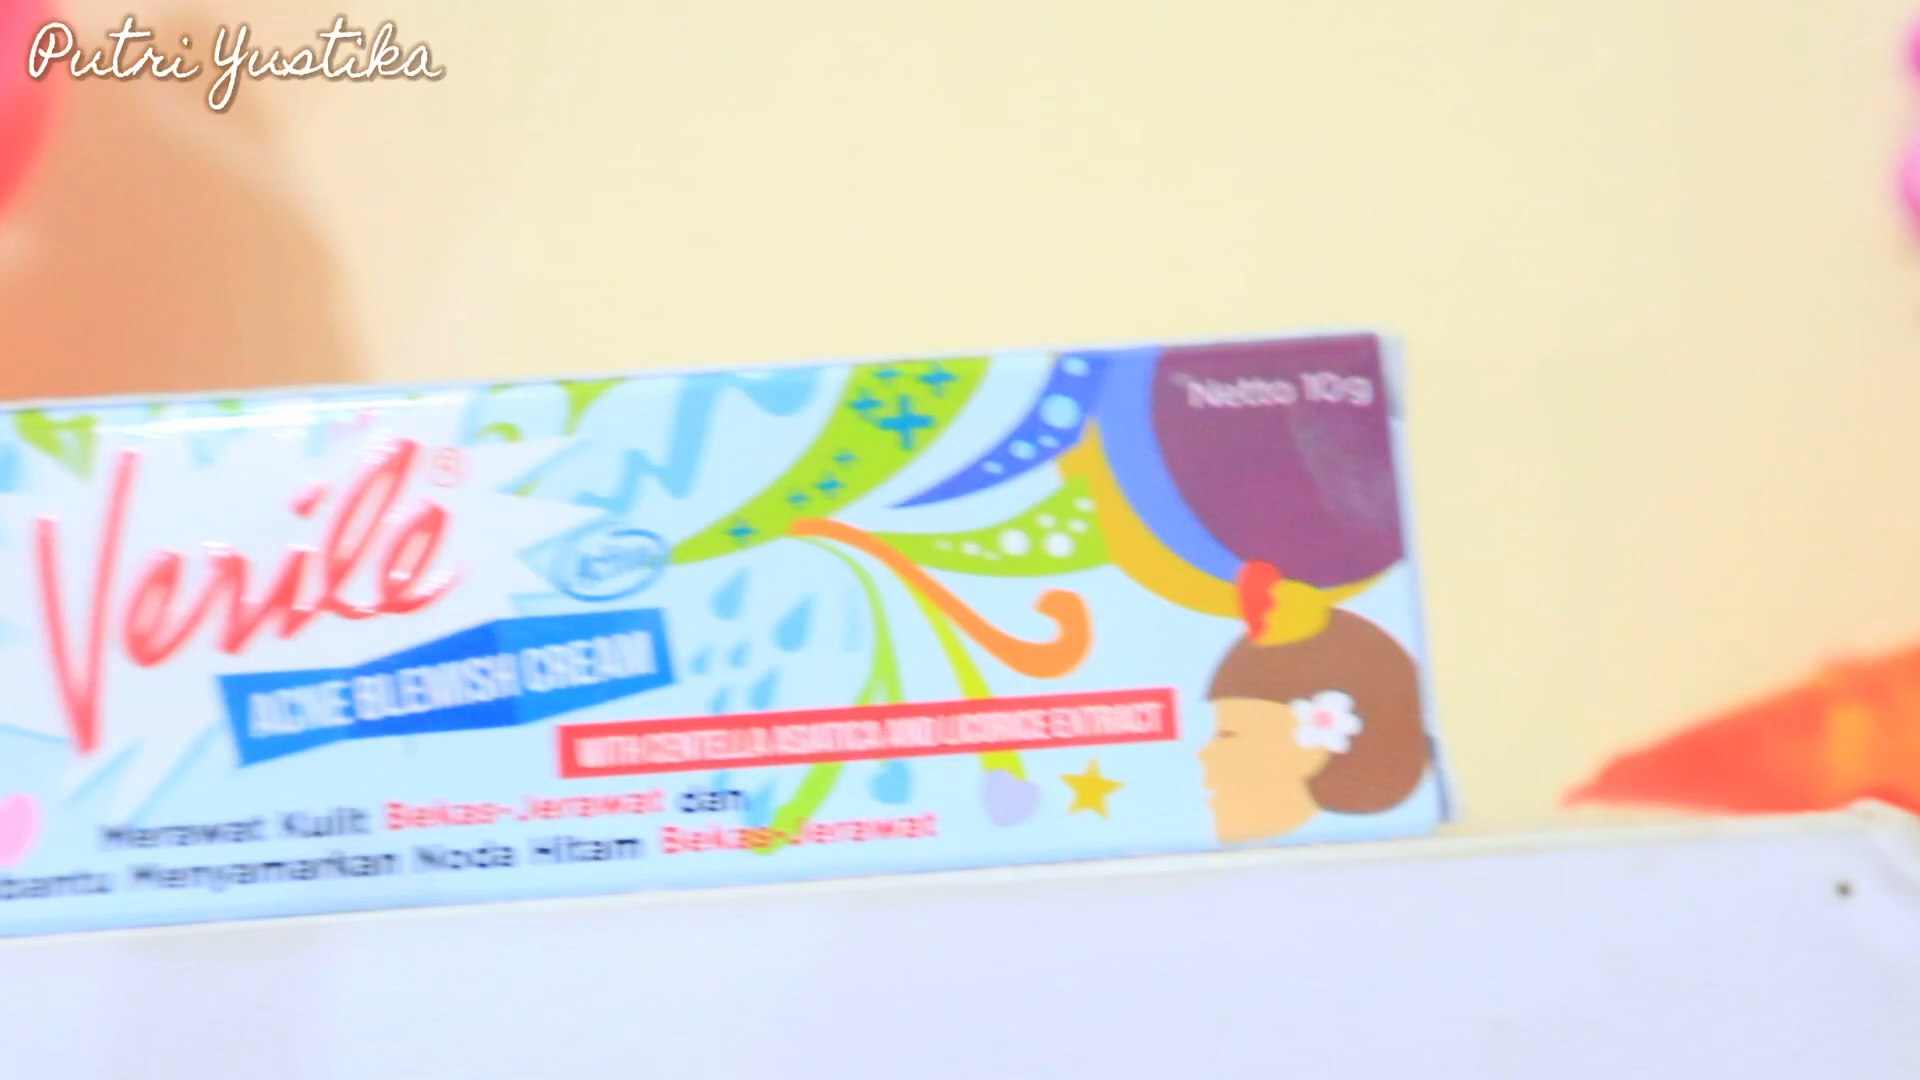 Putri Yustika
Netto 10g
Verile®
ACNE BLEMISH CREAM
WITH CENTELLA ASIATICA AND LICORICE EXTRACT
Merawat Kulit Bekas-Jerawat dan
bantu Menyamarkan Noda Hitam Bekas-Jerawat